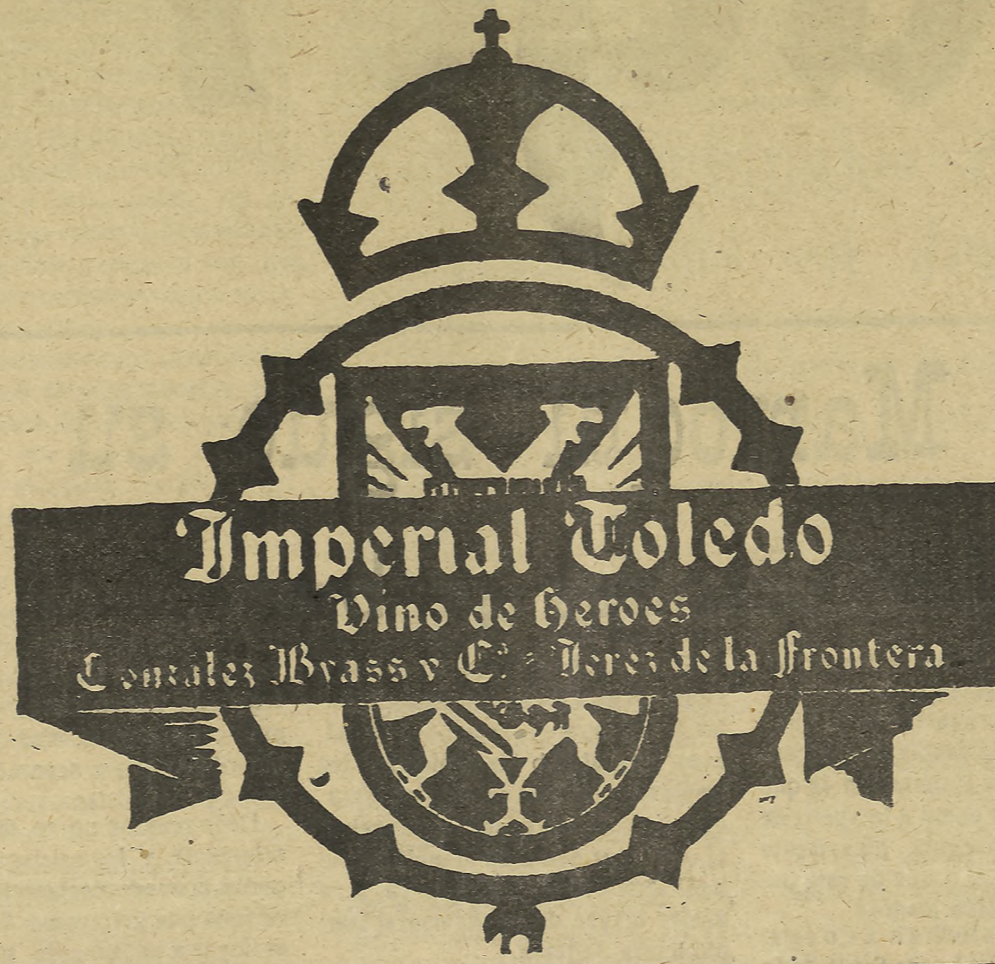 Imperial Toledo
Vino de Heroes
Gonzalez Byass y Cª - Jerez de la Frontera